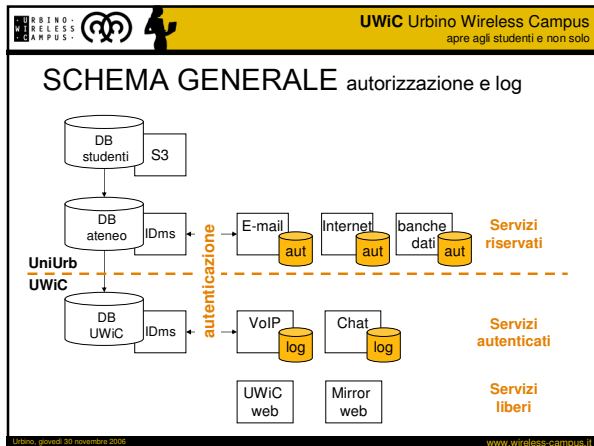 ·URBINO·
WIRELESS
CAMPUS·
UWiC Urbino Wireless Campus
apre agli studenti e non solo
SCHEMA GENERALE autorizzazione e log
DB
studenti
S3
DB
ateneo
IDms
autenticazione
E-mail
aut
Internet
aut
banche
dati
aut
Servizi
riservati
UniUrb
UWiC
DB
UWiC
IDms
VoIP
log
Chat
log
Servizi
autenticati
UWiC
web
Mirror
web
Servizi
liberi
Urbino, giovedì 30 novembre 2006
www.wireless-campus.it